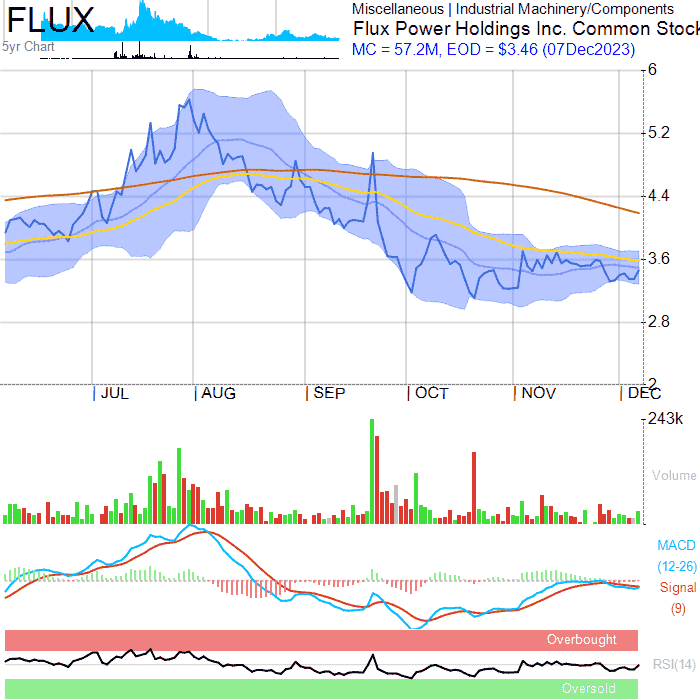 FLUX
5yr Chart
Miscellaneous | Industrial Machinery/Components
Flux Power Holdings Inc. Common Stock
MC = 57.2M, EOD = $3.46 (07Dec2023)
6
5.2
4.4
3.6
2.8
2
JUL
AUG
SEP
OCT
NOV
DEC
243k
Volume
MACD
(12-26)
Signal
(9)
Overbought
RSI(14)
Oversold